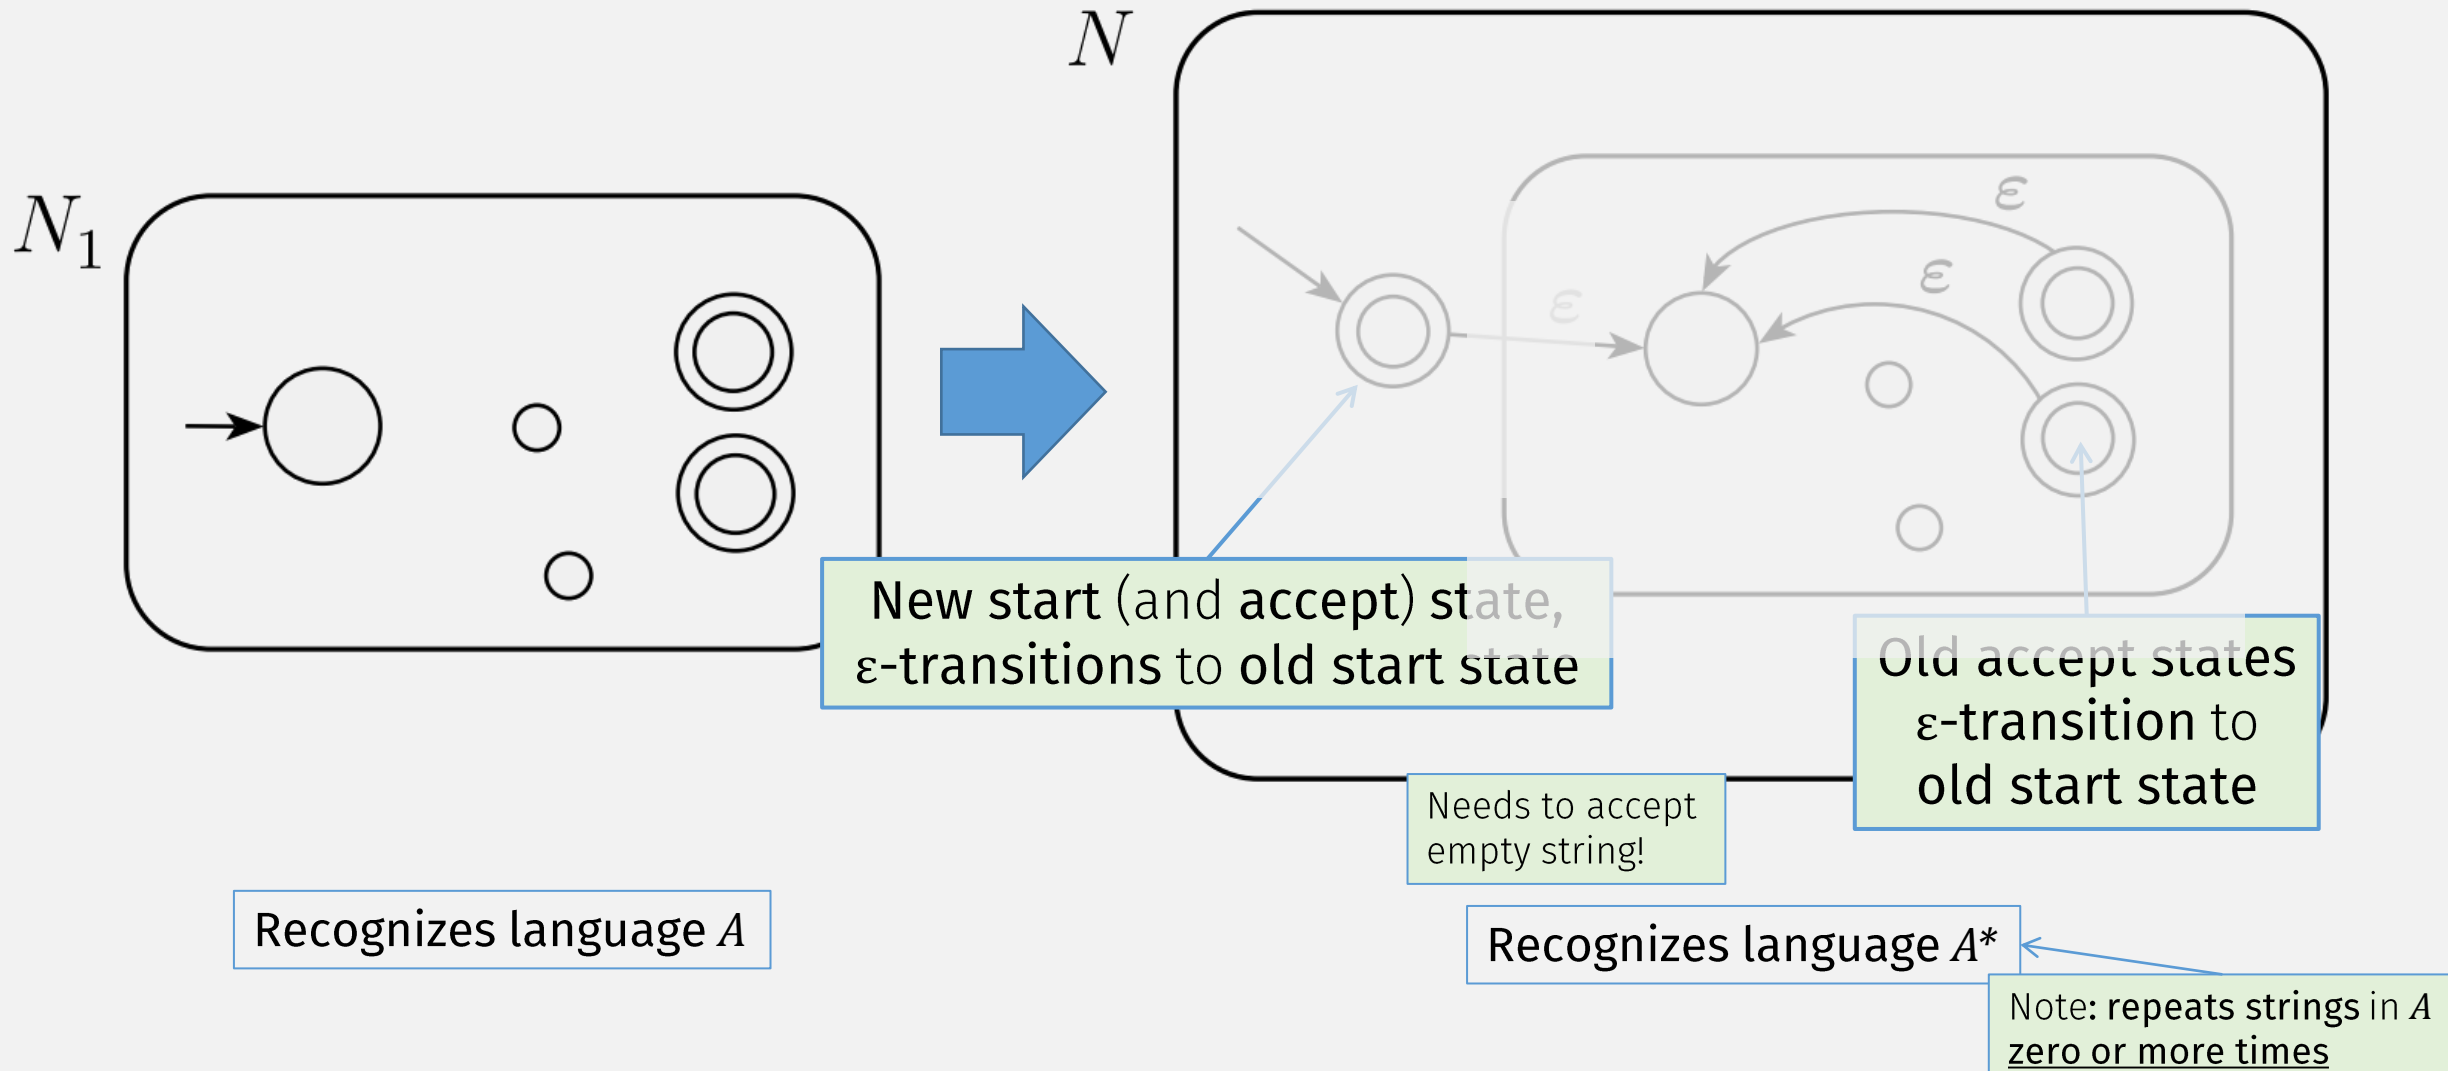 N
N₁
ε
ε
ε
New start (and accept) state,
ε-transitions to old start state
Old accept states
ε-transition to
old start state
Needs to accept
empty string!
Recognizes language A
Recognizes language A*
Note: repeats strings in A
zero or more times